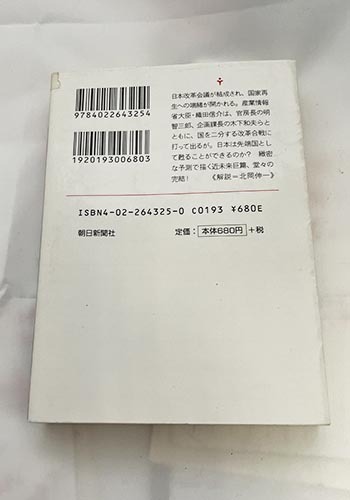 9784022643254
1920193006803
日本改革会議が結成され、国家再
生への端緒が開かれる。産業情報
省大臣・織田信介は、官房長の明
智三郎、企画課長の木下和夫らと
ともに、国を二分する改革会戦に
打って出るが。日本は先端国とし
て甦ることができるのか？ 緻密
な予測で描く近未来巨篇、堂々の
完結！ 《解説＝北岡伸一》
ISBN4-02-264325-0 C0193 ¥680E
朝日新聞社 定価：本体680円+税